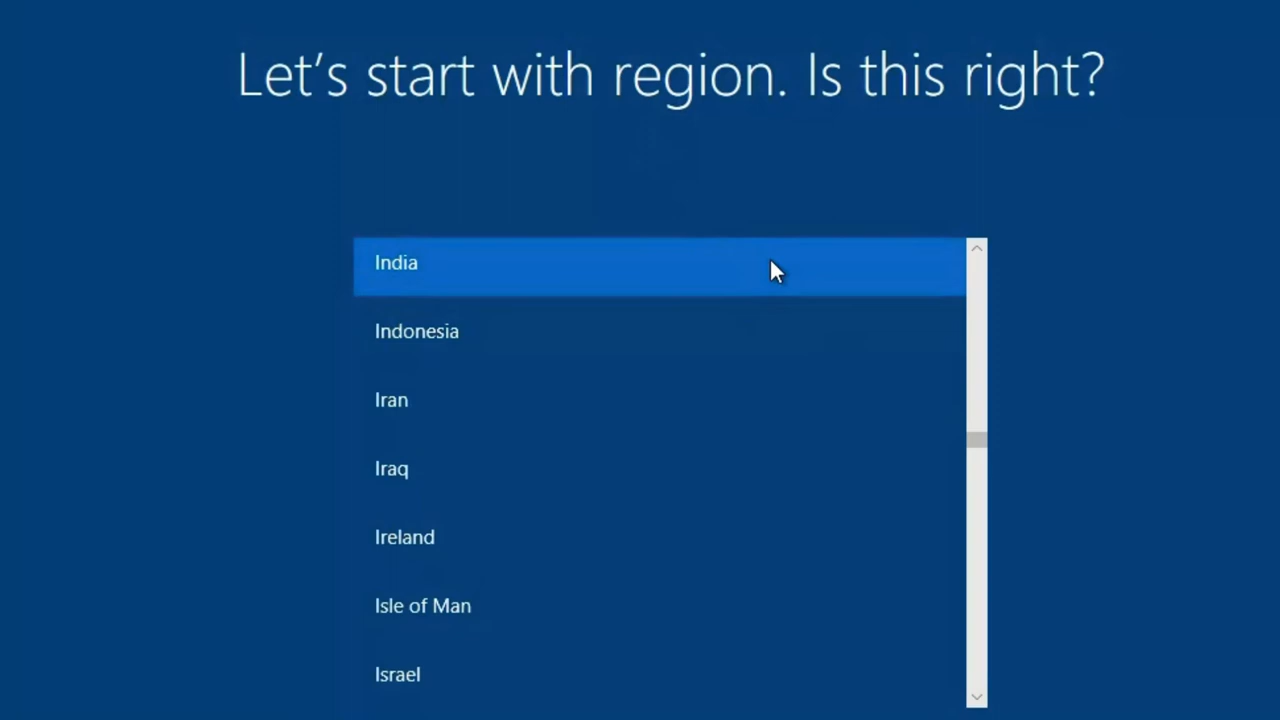 Let’s start with region. Is this right?
India
Indonesia
Iran
Iraq
Ireland
Isle of Man
Israel